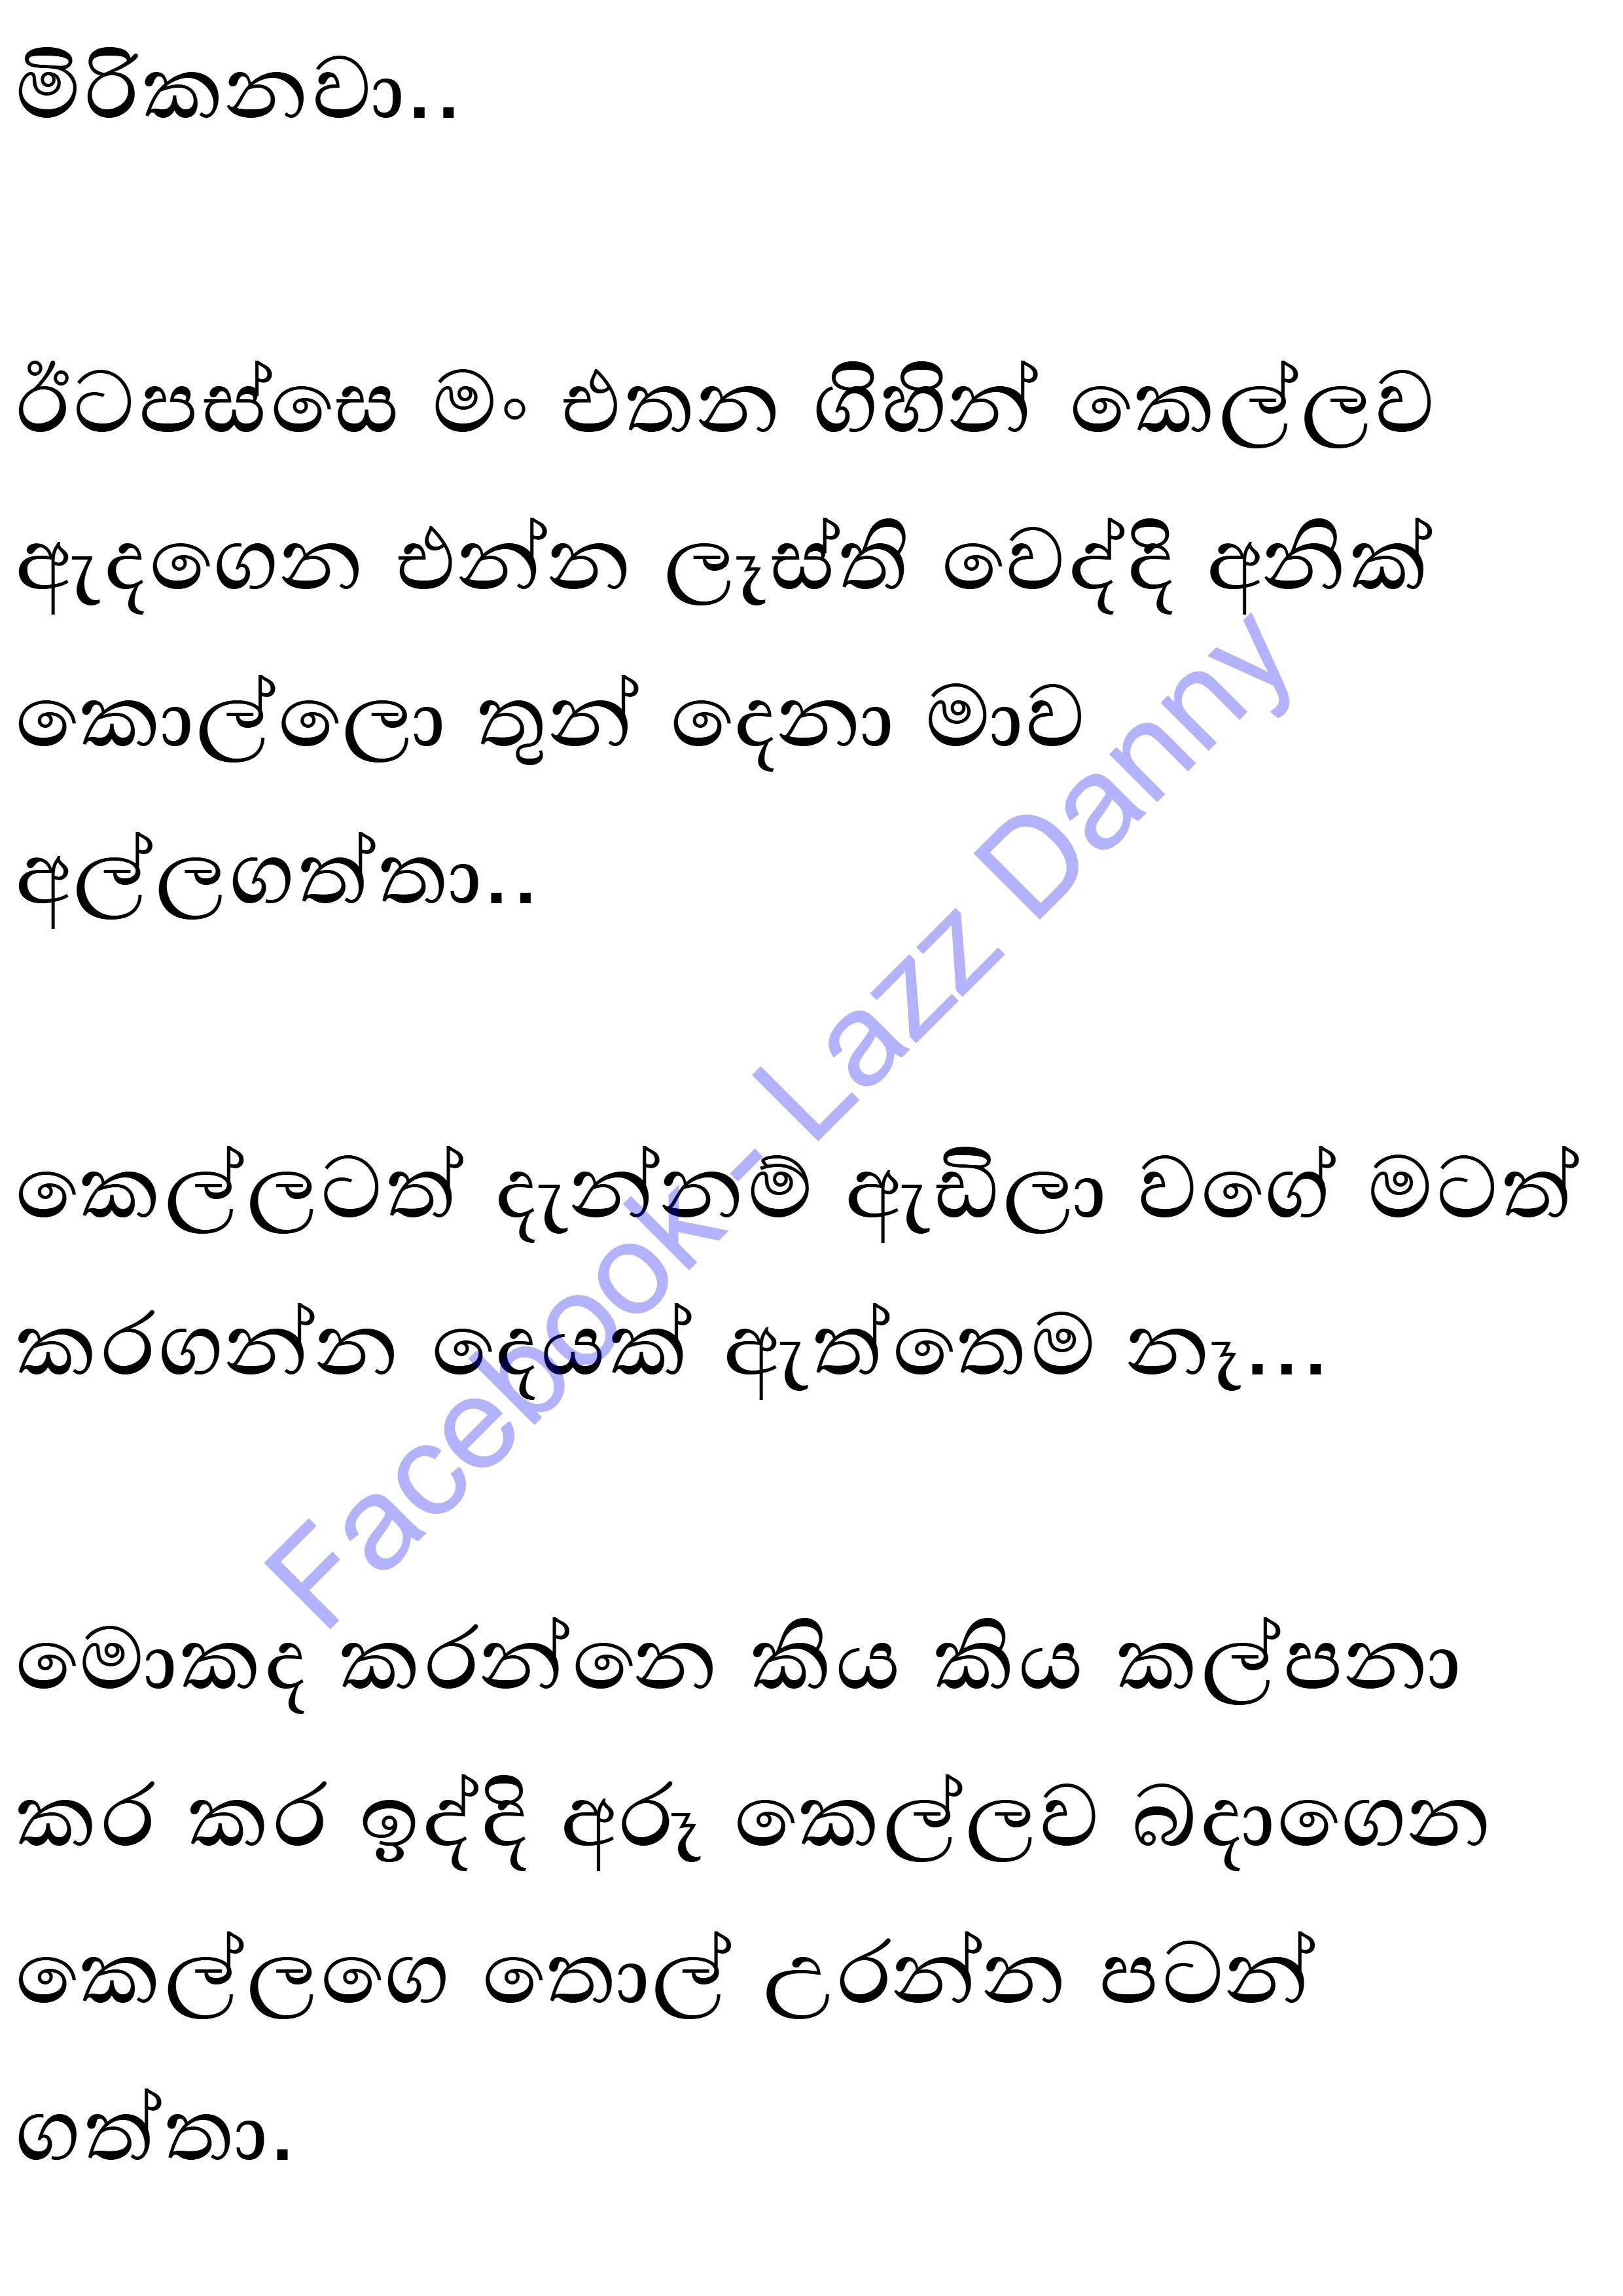 මිරිකනවා..
ඊටපස්සෙ මං එතන ගිහින් කෙල්ලව
ඇදගෙන එන්න ලෑස්ති වෙද්දි අනික්
කොල්ලො තුන් දෙනා මාව
අල්ලගත්තා..
කෙල්ලටත් දැන්නම් ඇඩිලා වගේ මටත්
කරගන්න දෙයක් ඇත්තෙම නෑ...
මොකද කරන්නෙ කිය කිය කල්පනා
කර කර ඉද්දි අරූ කෙල්ලව බදාගෙන
කෙල්ලගෙ තොල් උරන්න පටන්
ගත්තා.
Facebook- Lazz Danny